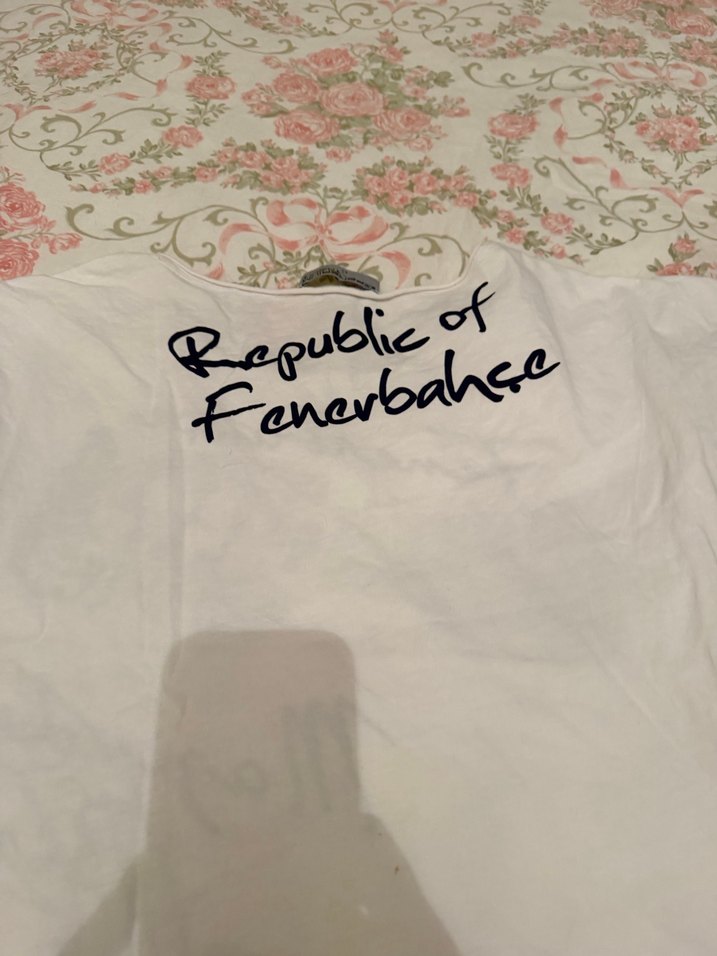 Republic of
Fenerbahçe